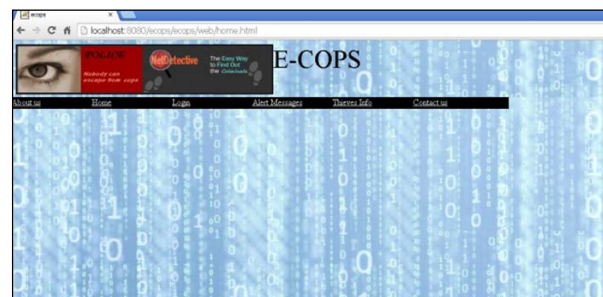 ecops
localhost:8080/ecops/ecops/web/home.html
POLICE
Nobody can
escape from cops
NetDetective
The Easy Way
to Find Out
the Criminals
E-COPS
About us Home Login Alert Messages Thieves Info Contact us